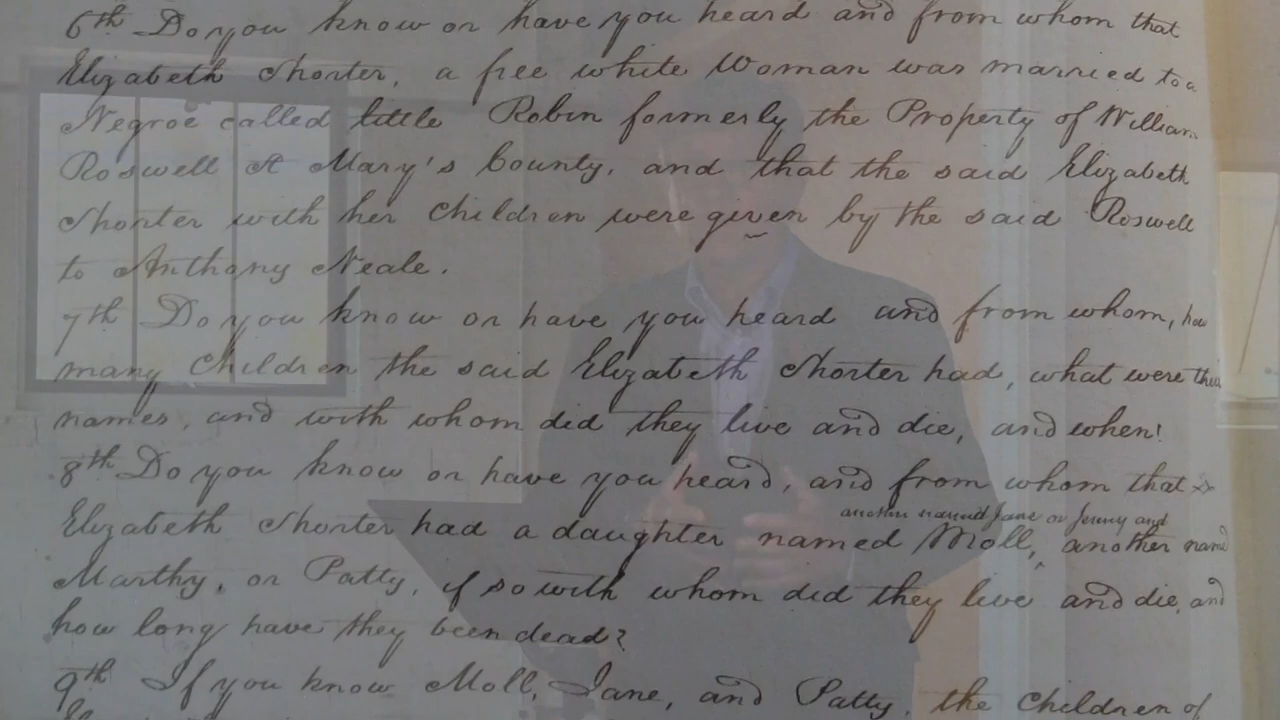 6th Do you know or have you heard and from whom that
Elizabeth Shorter, a free white Woman was married to a
Negroe called little Robin formerly the Property of William
Roswell St Mary's County, and that the said Elizabeth
Shorter with her Children were given by the said Roswell
to Anthony Neale.
7th Do you know or have you heard and from whom, how
many Children the said Elizabeth Shorter had, what were their
names, and with whom did they live and die, and when!
8th Do you know or have you heard, and from whom that
another named Jane or Jenny and
Elizabeth Shorter had a daughter named Moll, another name
Marthy, or Patty, if so with whom did they live and die, and
how long have they been dead?
9th If you know Moll, Jane, and Patty, the Children of